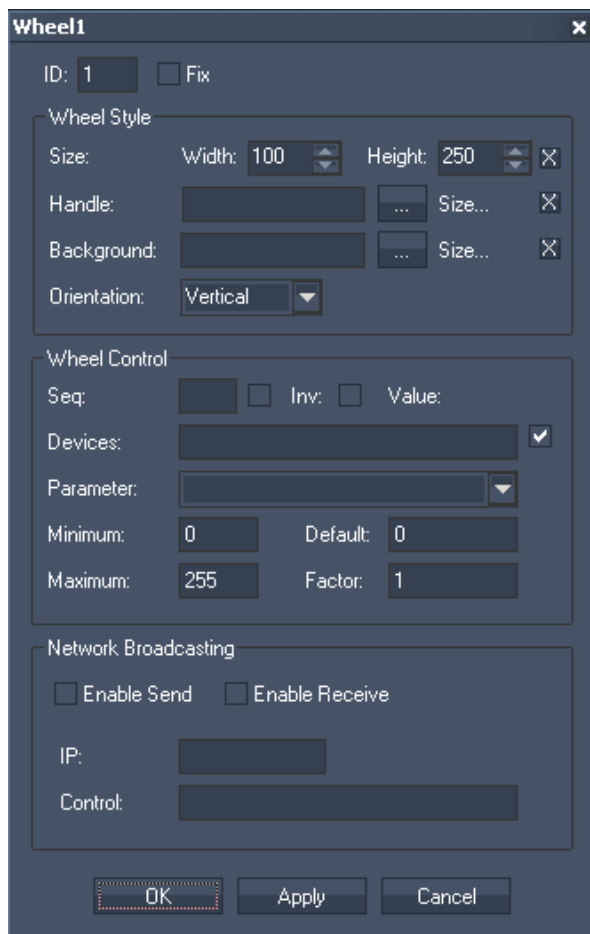 Wheel1
ID: 1 Fix
Wheel Style
Size: Width: 100 Height: 250 X
Handle: ... Size... X
Background: ... Size... X
Orientation: Vertical
Wheel Control
Seq: Inv: Value:
Devices:
Parameter:
Minimum: 0 Default: 0
Maximum: 255 Factor: 1
Network Broadcasting
Enable Send Enable Receive
IP:
Control:
OK Apply Cancel